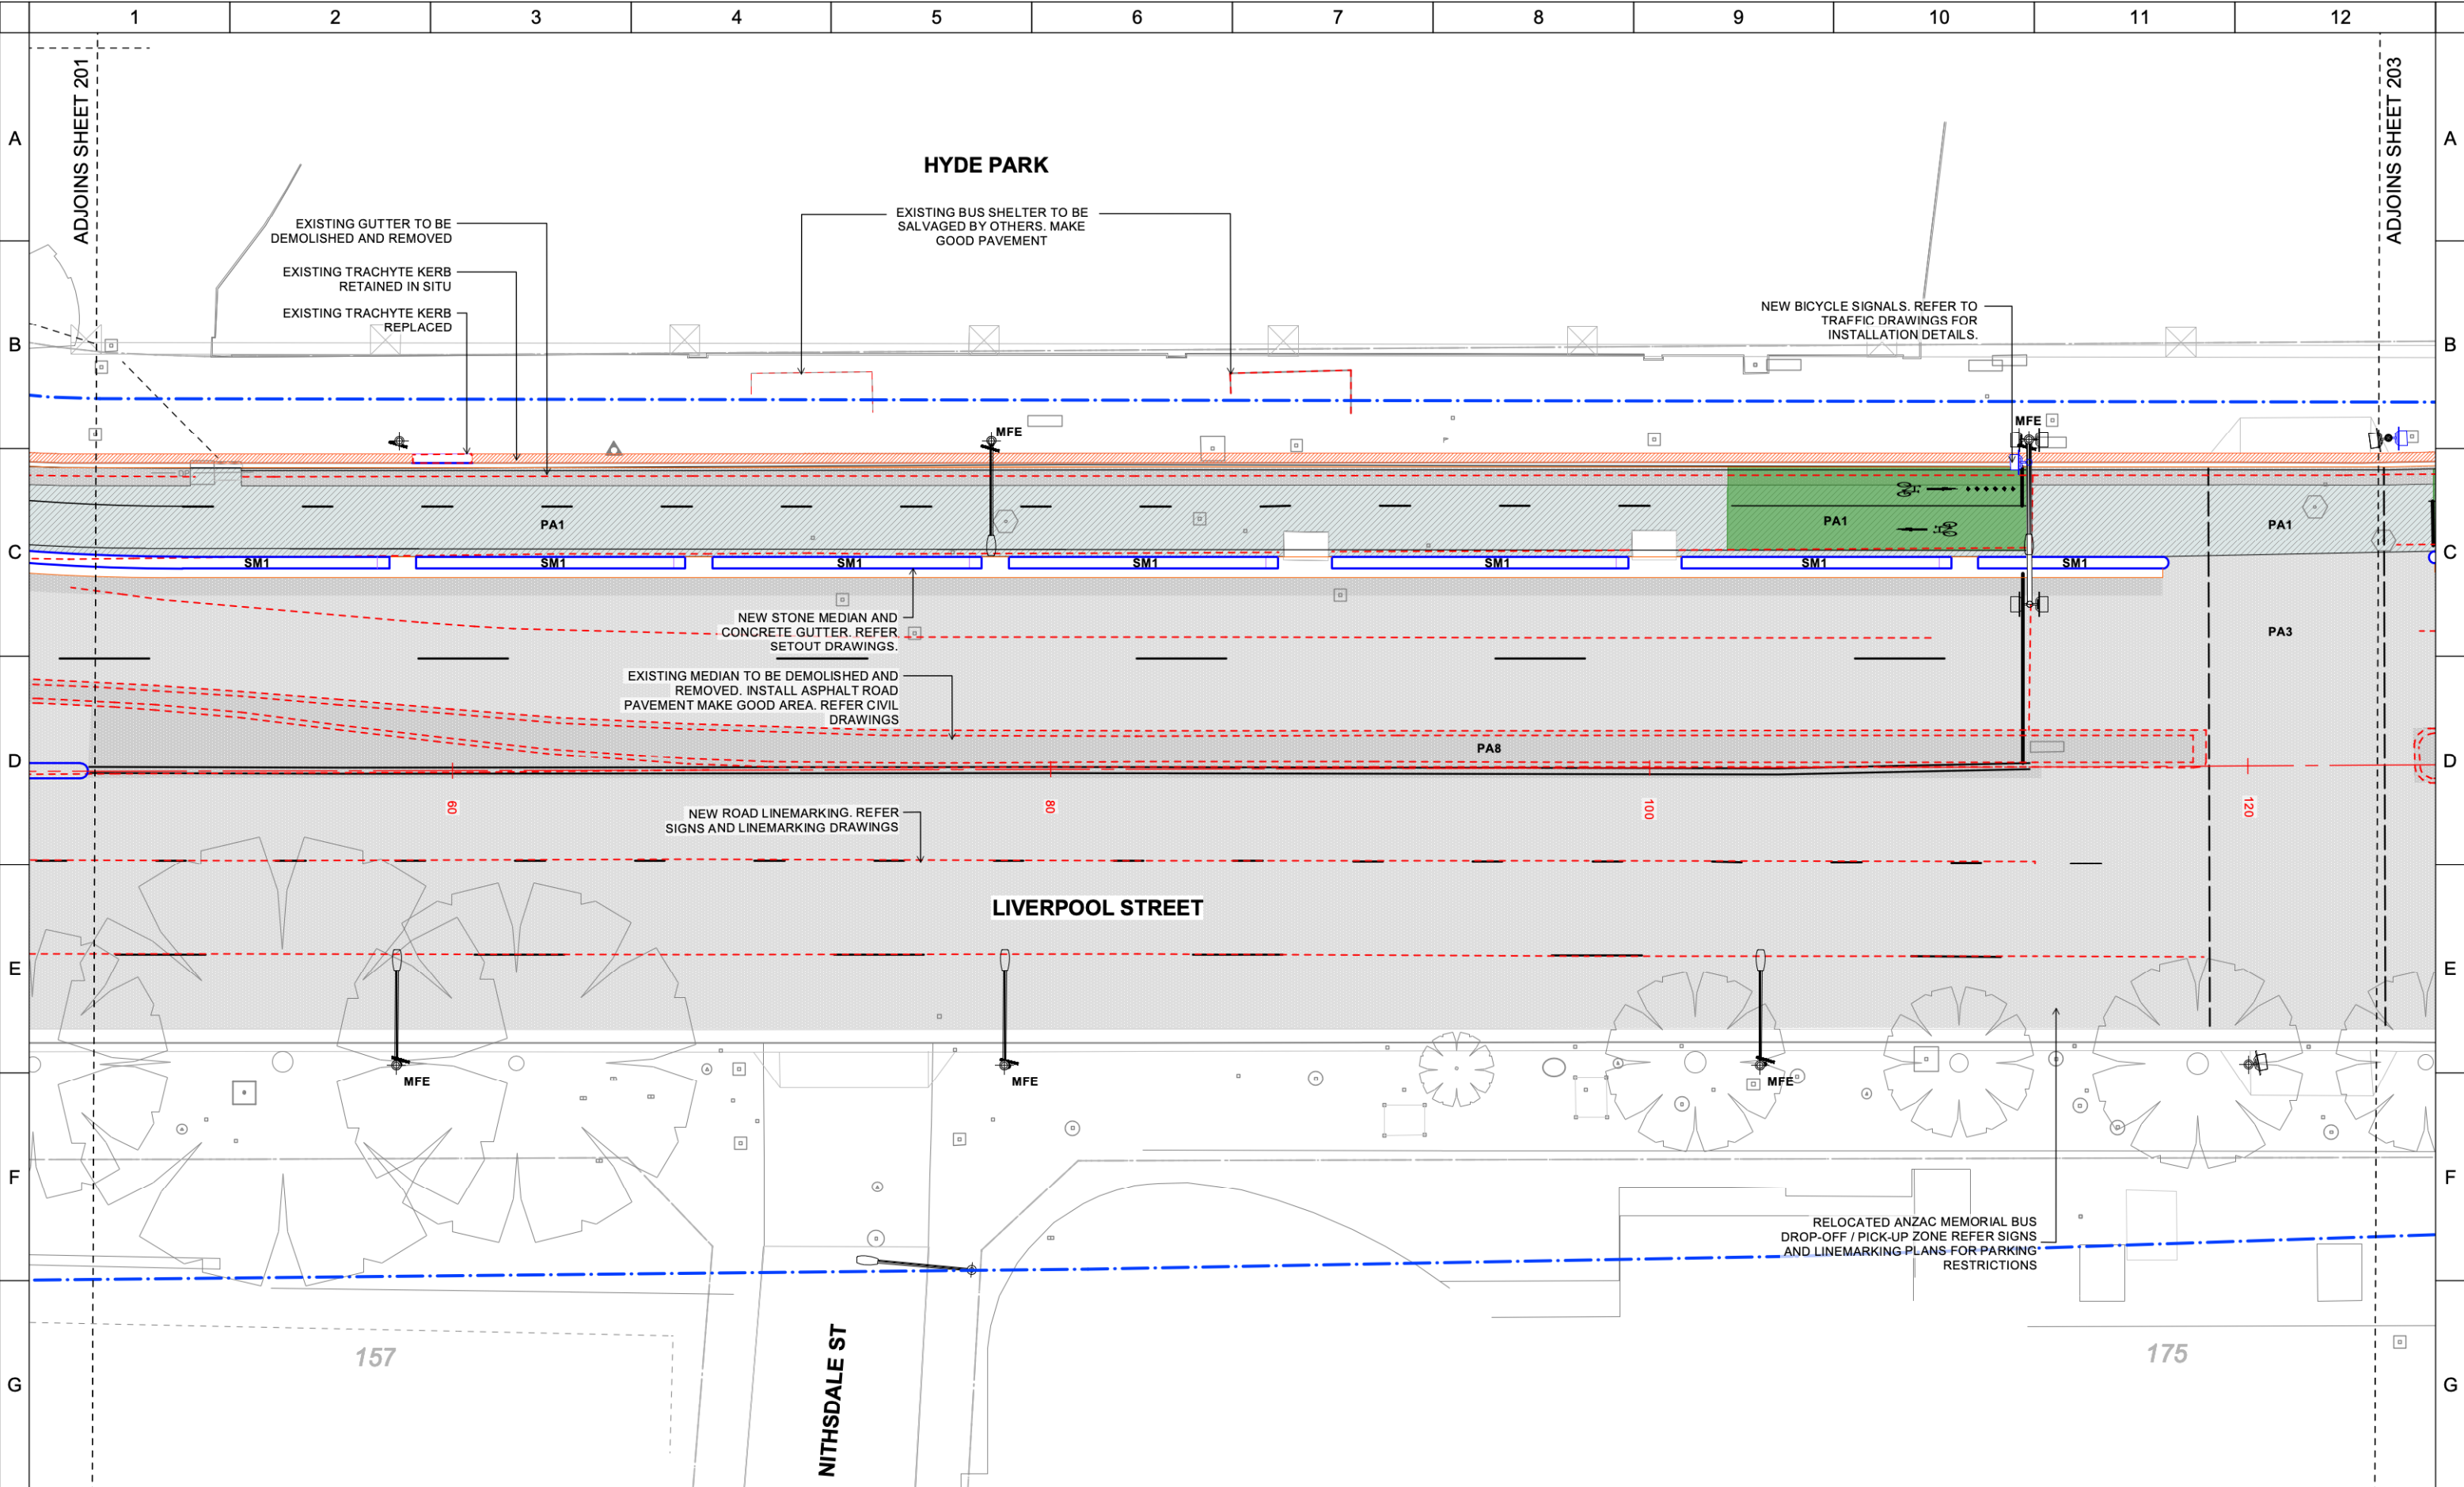 1 2 3 4 5 6 7 8 9 10 11 12
ADJOINS SHEET 201
ADJOINS SHEET 203
A
A
HYDE PARK
EXISTING GUTTER TO BE
DEMOLISHED AND REMOVED
EXISTING BUS SHELTER TO BE
SALVAGED BY OTHERS. MAKE
GOOD PAVEMENT
EXISTING TRACHYTE KERB
RETAINED IN SITU
EXISTING TRACHYTE KERB
REPLACED
NEW BICYCLE SIGNALS. REFER TO
TRAFFIC DRAWINGS FOR
INSTALLATION DETAILS.
B
B
MFE
MFE
PA1
PA1
PA1
C
C
SM1
SM1
SM1
SM1
SM1
SM1
SM1
NEW STONE MEDIAN AND
CONCRETE GUTTER. REFER
SETOUT DRAWINGS.
PA3
EXISTING MEDIAN TO BE DEMOLISHED AND
REMOVED. INSTALL ASPHALT ROAD
PAVEMENT MAKE GOOD AREA. REFER CIVIL
DRAWINGS
PA8
D
D
60
80
100
120
NEW ROAD LINEMARKING. REFER
SIGNS AND LINEMARKING DRAWINGS
LIVERPOOL STREET
E
E
MFE
MFE
MFE
F
F
RELOCATED ANZAC MEMORIAL BUS
DROP-OFF / PICK-UP ZONE REFER SIGNS
AND LINEMARKING PLANS FOR PARKING
RESTRICTIONS
NITHSDALE ST
157
175
G
G